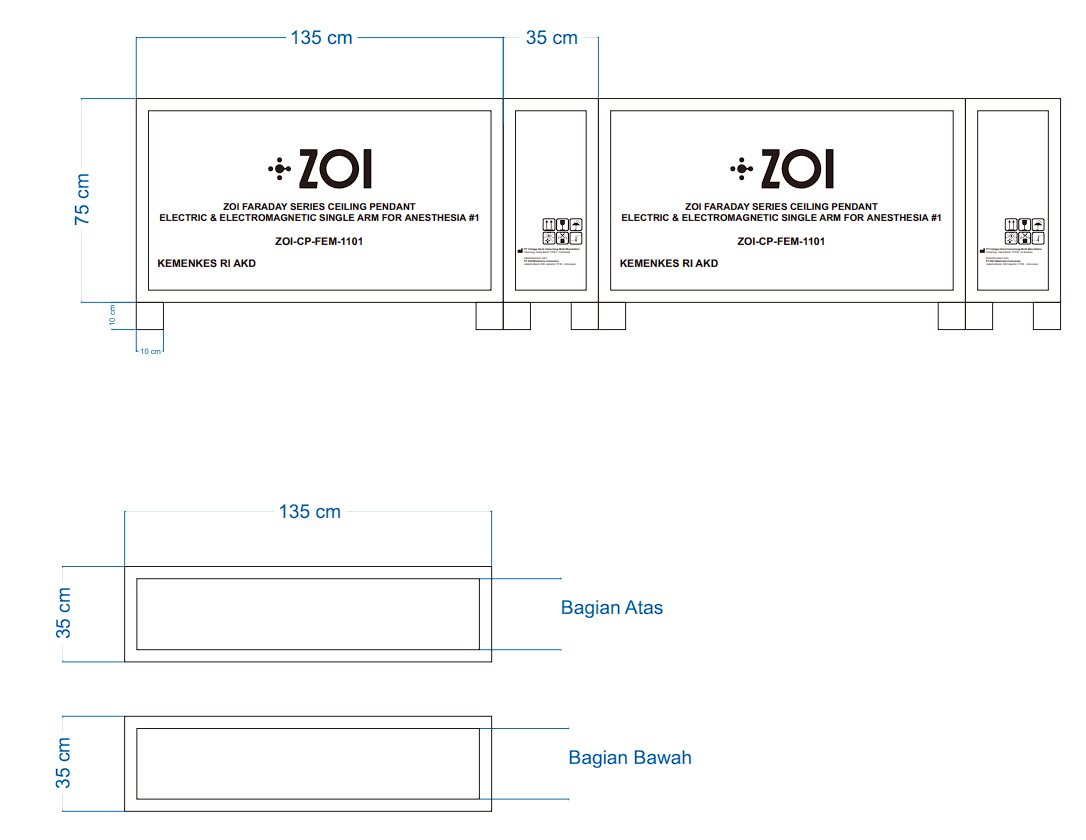 135 cm
35 cm
75 cm
ZOI
ZOI FARADAY SERIES CEILING PENDANT
ELECTRIC & ELECTROMAGNETIC SINGLE ARM FOR ANESTHESIA #1
ZOI-CP-FEM-1101
KEMENKES RI AKD
ZOI
ZOI FARADAY SERIES CEILING PENDANT
ELECTRIC & ELECTROMAGNETIC SINGLE ARM FOR ANESTHESIA #1
ZOI-CP-FEM-1101
KEMENKES RI AKD
10 cm
10 cm
135 cm
35 cm
Bagian Atas
35 cm
Bagian Bawah